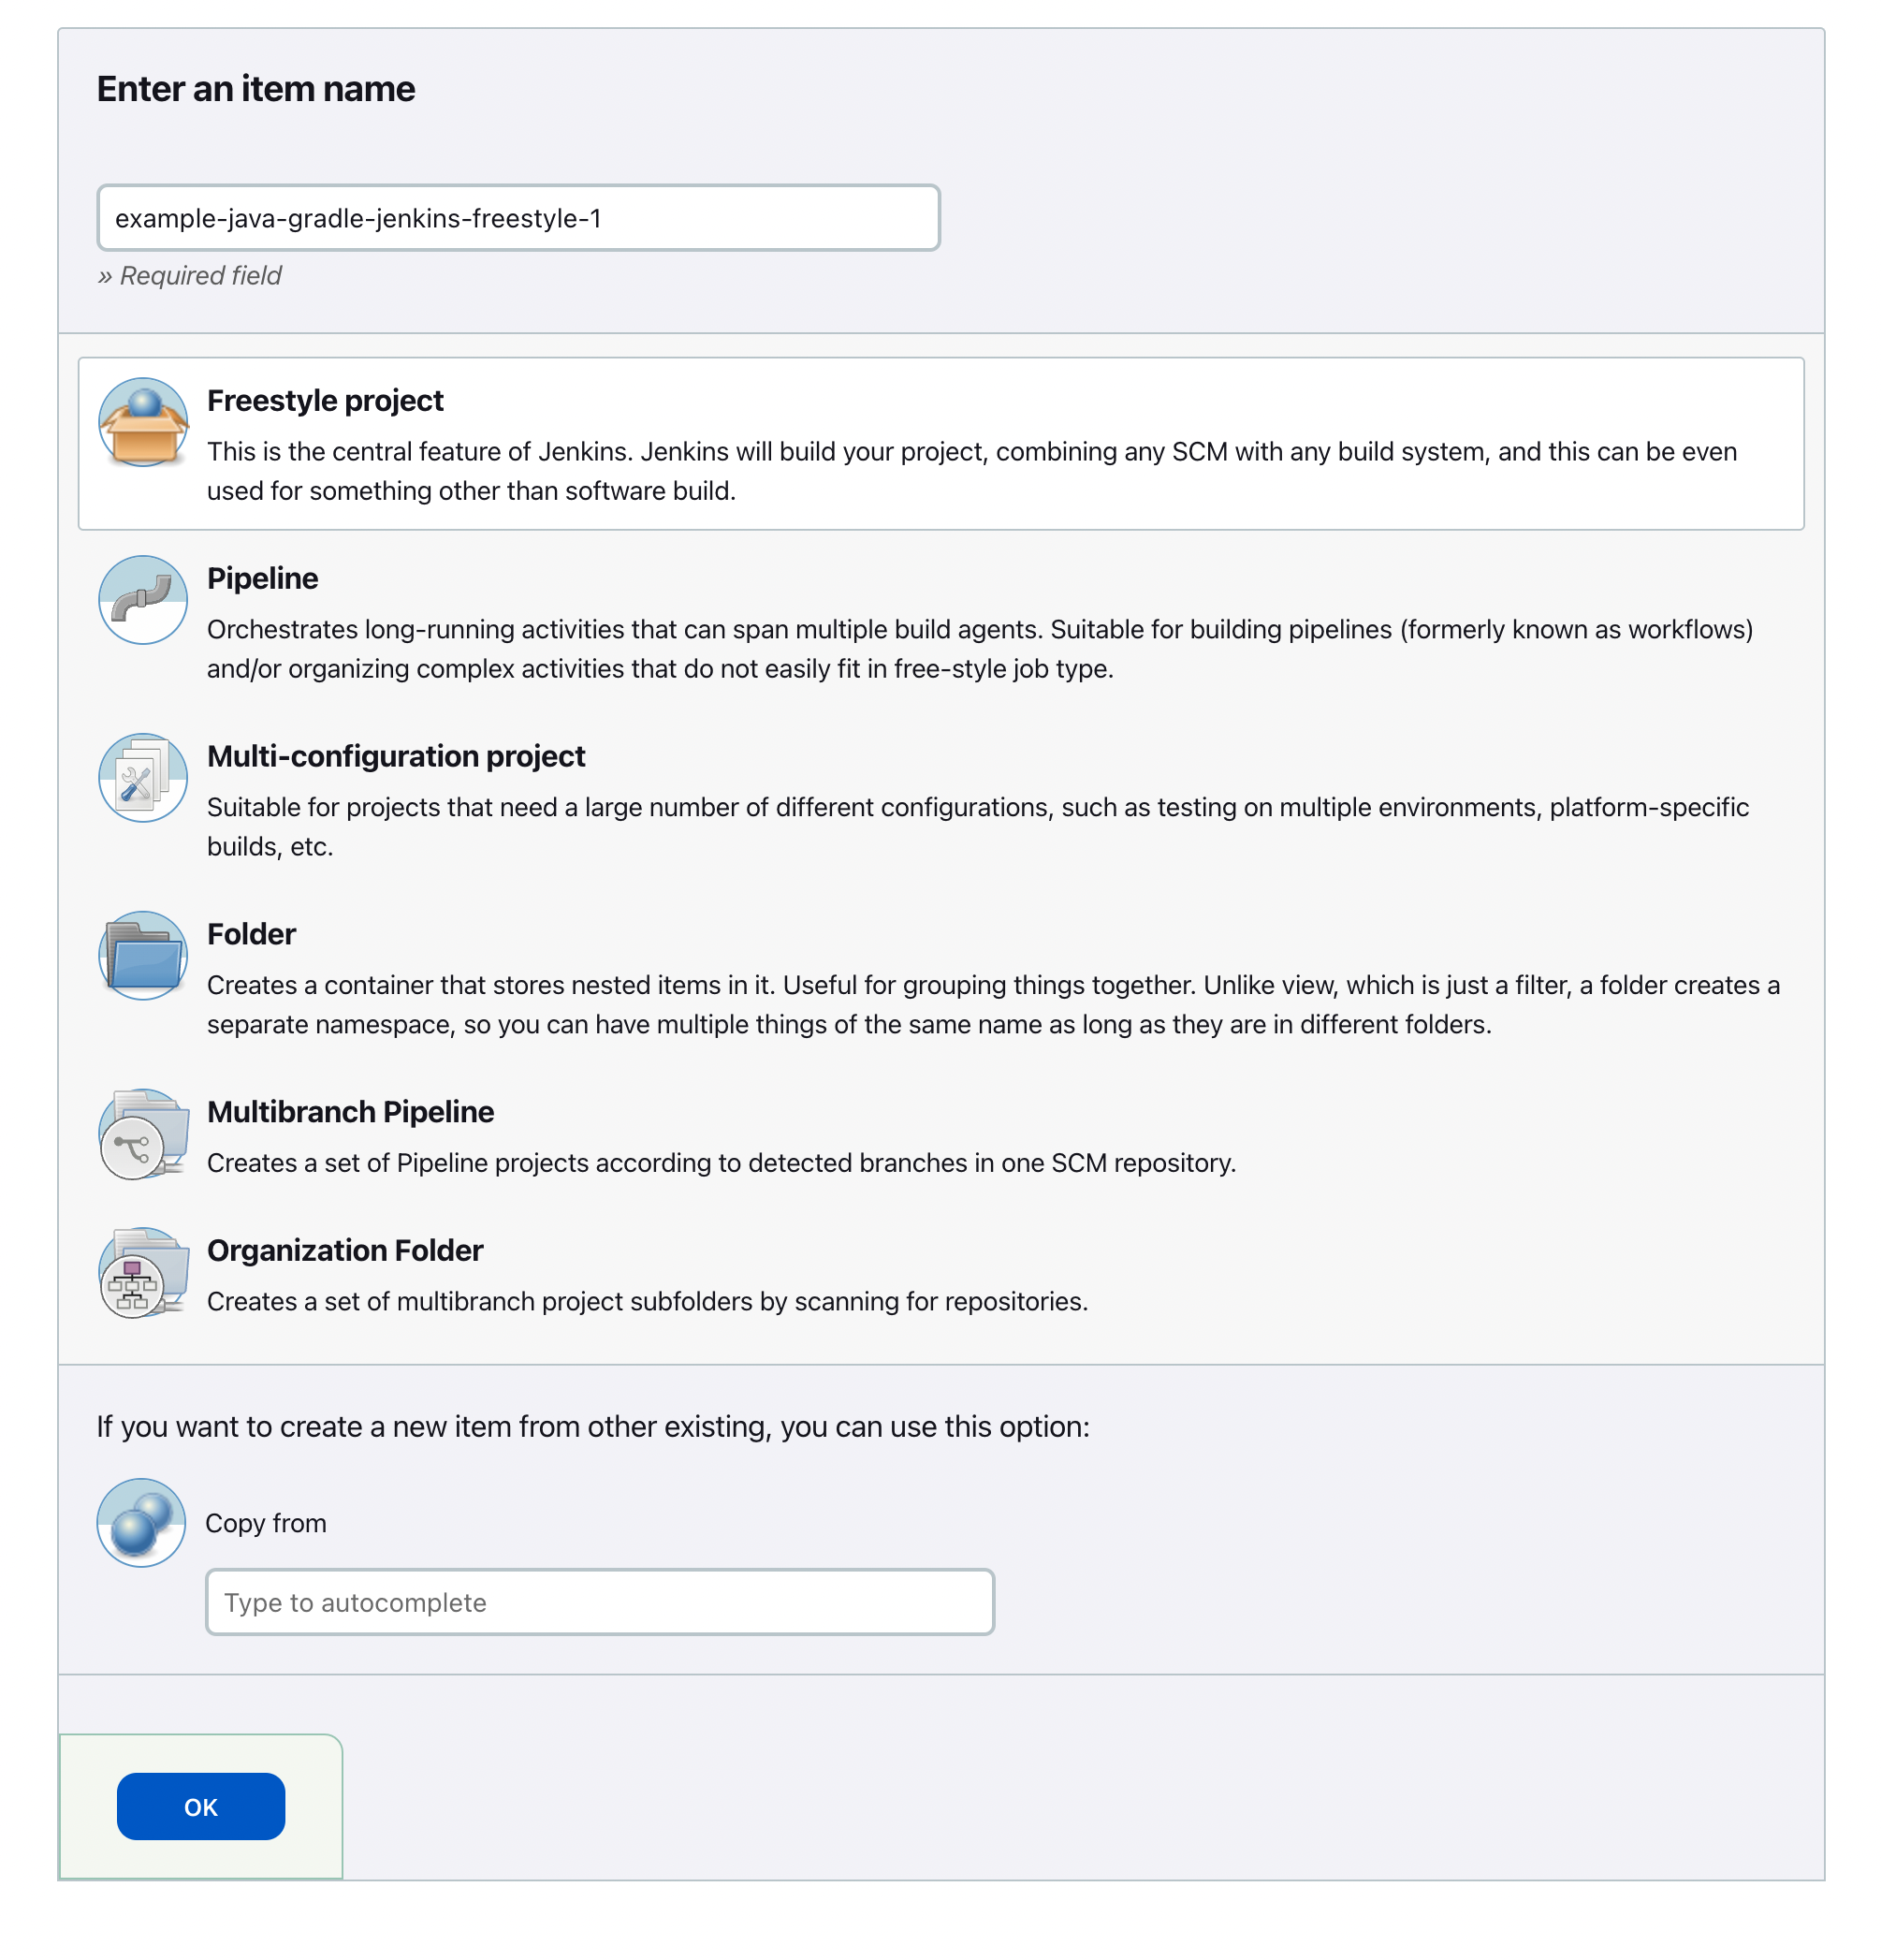 Enter an item name
example-java-gradle-jenkins-freestyle-1
» Required field
Freestyle project
This is the central feature of Jenkins. Jenkins will build your project, combining any SCM with any build system, and this can be even
used for something other than software build.
Pipeline
Orchestrates long-running activities that can span multiple build agents. Suitable for building pipelines (formerly known as workflows)
and/or organizing complex activities that do not easily fit in free-style job type.
Multi-configuration project
Suitable for projects that need a large number of different configurations, such as testing on multiple environments, platform-specific
builds, etc.
Folder
Creates a container that stores nested items in it. Useful for grouping things together. Unlike view, which is just a filter, a folder creates a
separate namespace, so you can have multiple things of the same name as long as they are in different folders.
Multibranch Pipeline
Creates a set of Pipeline projects according to detected branches in one SCM repository.
Organization Folder
Creates a set of multibranch project subfolders by scanning for repositories.
If you want to create a new item from other existing, you can use this option:
Copy from
Type to autocomplete
OK